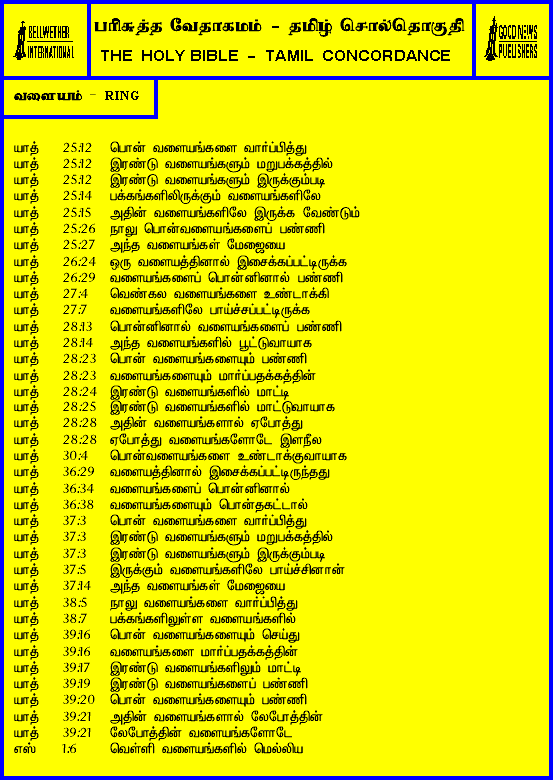 BELLWETHER
INTERNATIONAL
பரிசுத்த வேதாகமம் - தமிழ் சொல்தொகுதி
THE HOLY BIBLE - TAMIL CONCORDANCE
GOOD NEWS
PUBLISHERS
வளையம் - RING
யாத் 25:12 பொன் வளையங்களை வார்ப்பித்து
யாத் 25:12 இரண்டு வளையங்களும் மறுபக்கத்தில்
யாத் 25:12 இரண்டு வளையங்களும் இருக்கும்படி
யாத் 25:14 பக்கங்களிலிருக்கும் வளையங்களிலே
யாத் 25:15 அதின் வளையங்களிலே இருக்க வேண்டும்
யாத் 25:26 நாலு பொன்வளையங்களைப் பண்ணி
யாத் 25:27 அந்த வளையங்கள் மேஜையை
யாத் 26:24 ஒரு வளையத்தினால் இசைக்கப்பட்டிருக்க
யாத் 26:29 வளையங்களைப் பொன்னினால் பண்ணி
யாத் 27:4 வெண்கல வளையங்களை உண்டாக்கி
யாத் 27:7 வளையங்களிலே பாய்ச்சப்பட்டிருக்க
யாத் 28:13 பொன்னினால் வளையங்களைப் பண்ணி
யாத் 28:14 அந்த வளையங்களில் பூட்டுவாயாக
யாத் 28:23 பொன் வளையங்களையும் பண்ணி
யாத் 28:23 வளையங்களையும் மார்ப்பதக்கத்தின்
யாத் 28:24 இரண்டு வளையங்களில் மாட்டி
யாத் 28:25 இரண்டு வளையங்களில் மாட்டுவாயாக
யாத் 28:28 அதின் வளையங்களால் ஏபோத்து
யாத் 28:28 ஏபோத்து வளையங்களோடே இளநீல
யாத் 30:4 பொன்வளையங்களை உண்டாக்குவாயாக
யாத் 36:29 வளையத்தினால் இசைக்கப்பட்டிருந்தது
யாத் 36:34 வளையங்களைப் பொன்னினால்
யாத் 36:38 வளையங்களையும் பொன்தகட்டால்
யாத் 37:3 பொன் வளையங்களை வார்ப்பித்து
யாத் 37:3 இரண்டு வளையங்களும் மறுபக்கத்தில்
யாத் 37:3 இரண்டு வளையங்களும் இருக்கும்படி
யாத் 37:5 இருக்கும் வளையங்களிலே பாய்ச்சினான்
யாத் 37:14 அந்த வளையங்கள் மேஜையை
யாத் 38:5 நாலு வளையங்களை வார்ப்பித்து
யாத் 38:7 பக்கங்களிலுள்ள வளையங்களில்
யாத் 39:16 பொன் வளையங்களையும் செய்து
யாத் 39:16 வளையங்களை மார்ப்பதக்கத்தின்
யாத் 39:17 இரண்டு வளையங்களிலும் மாட்டி
யாத் 39:19 இரண்டு வளையங்களைப் பண்ணி
யாத் 39:20 பொன் வளையங்களையும் பண்ணி
யாத் 39:21 அதின் வளையங்களால் லேபோத்தின்
யாத் 39:21 லேபோத்தின் வளையங்களோடே
எஸ் 1:6 வெள்ளி வளையங்களில் மெல்லிய